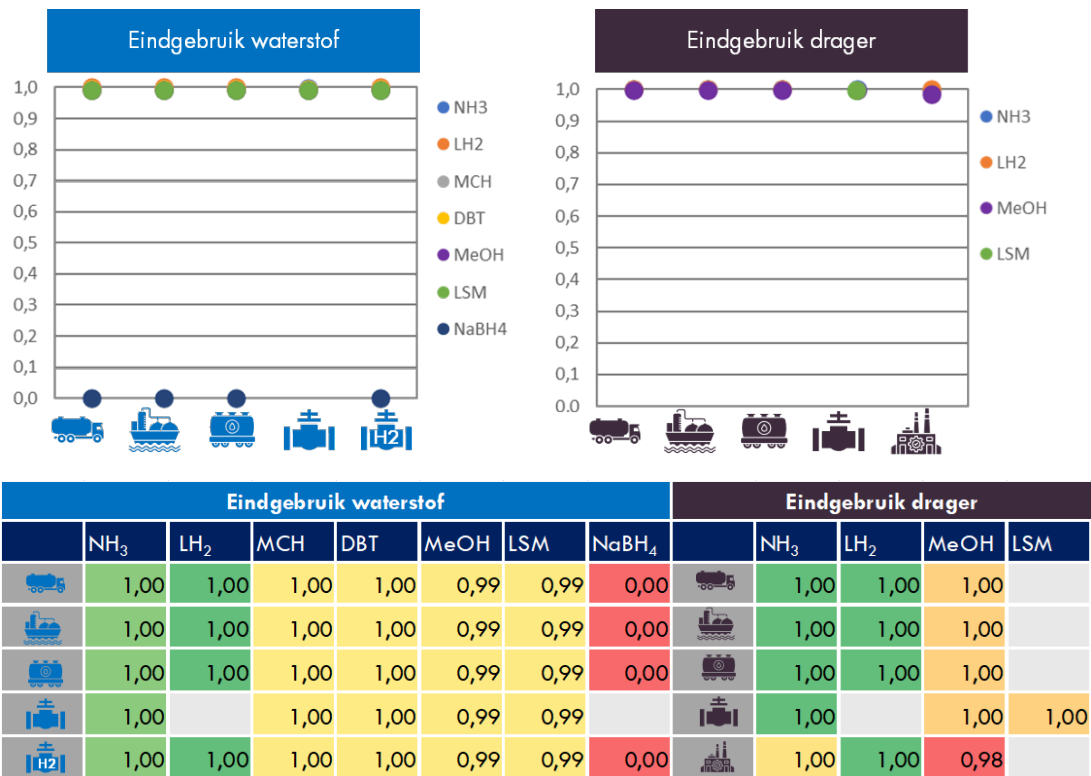 Eindgebruik waterstof
1,0
0,9
0,8
0,7
0,6
0,5
0,4
0,3
0,2
0,1
0,0
NH3
LH2
MCH
DBT
MeOH
LSM
NaBH4
H2
Eindgebruik drager
1,0
0,9
0,8
0,7
0,6
0,5
0,4
0,3
0,2
0,1
0.0
NH3
LH2
MeOH
LSM
Eindgebruik waterstof Eindgebruik drager
NH₃ LH₂ MCH DBT MeOH LSM NaBH₄ NH₃ LH₂ MeOH LSM
1,00 1,00 1,00 1,00 0,99 0,99 0,00 1,00 1,00 1,00
1,00 1,00 1,00 1,00 0,99 0,99 0,00 1,00 1,00 1,00
1,00 1,00 1,00 1,00 0,99 0,99 0,00 1,00 1,00 1,00
1,00 1,00 1,00 0,99 0,99 1,00 1,00 1,00
H2 1,00 1,00 1,00 1,00 0,99 0,99 0,00 1,00 1,00 0,98